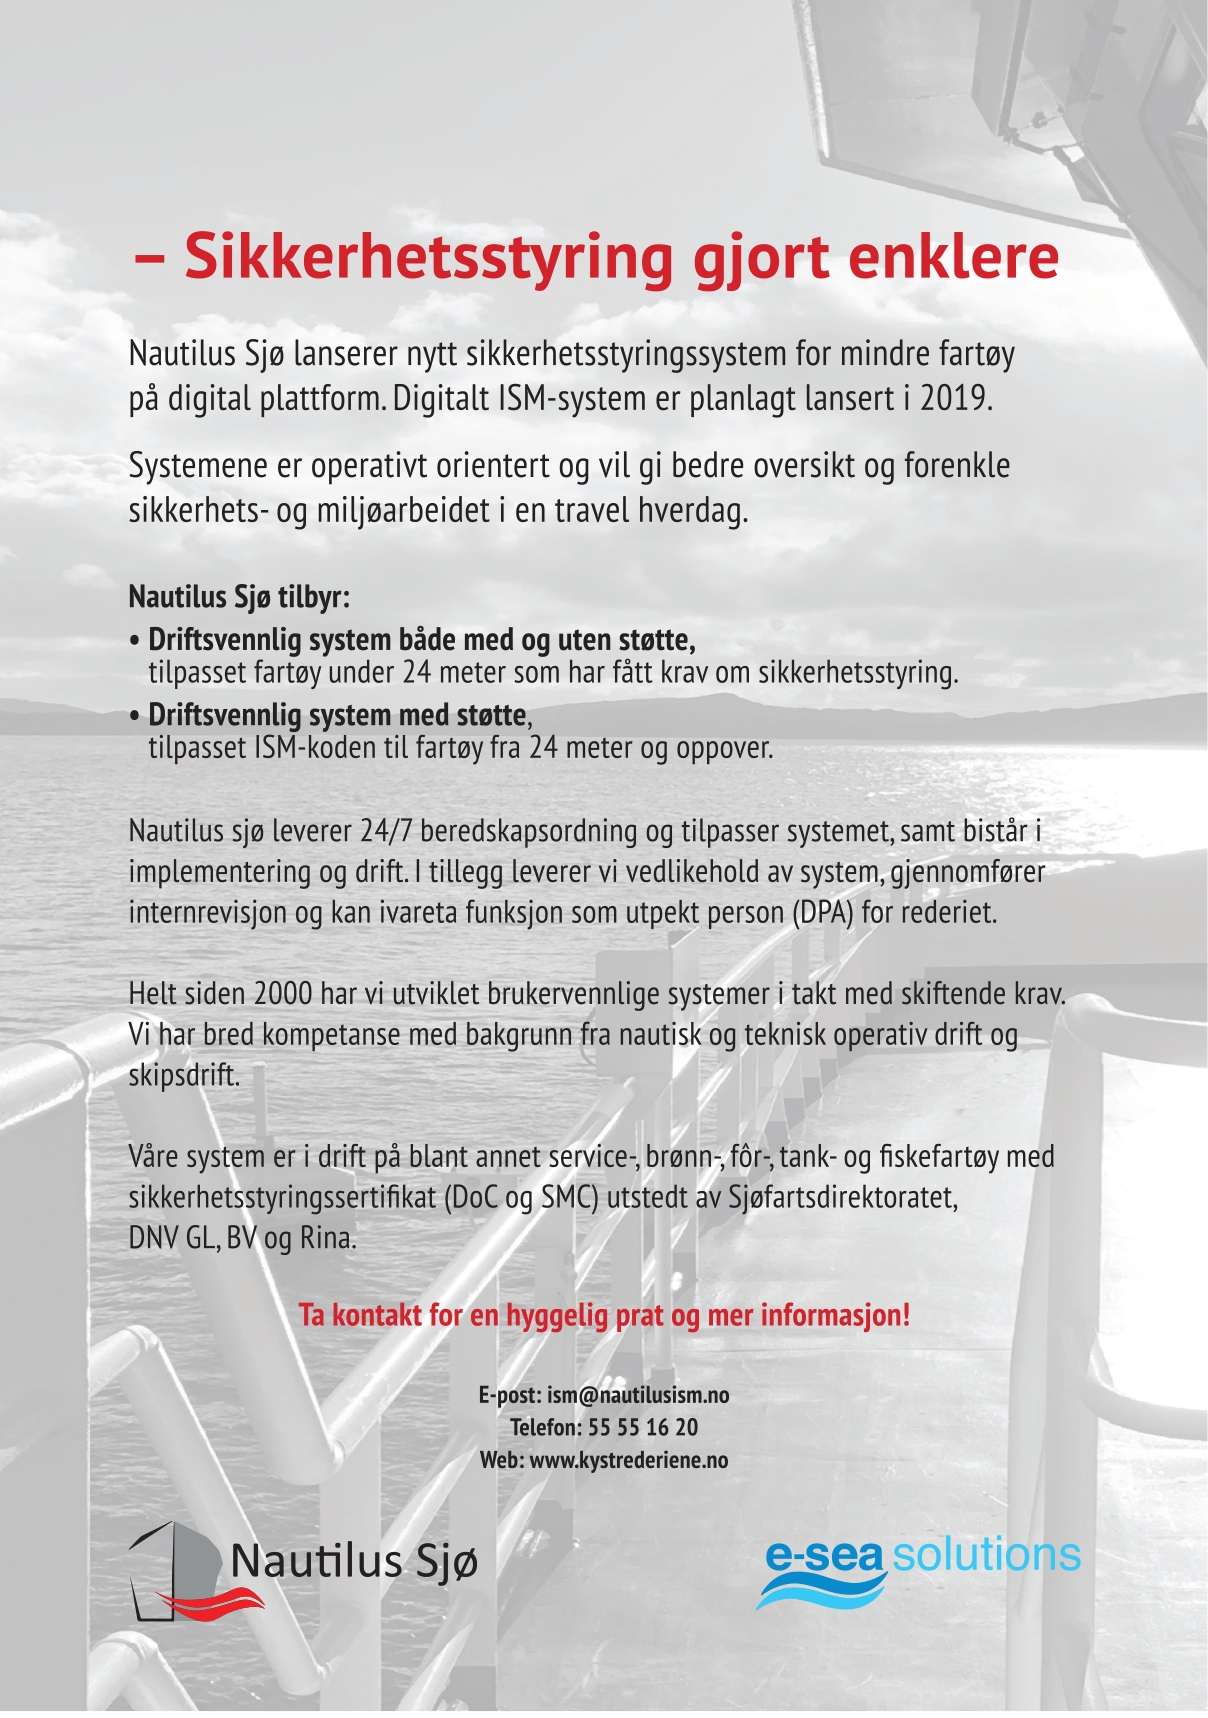 – Sikkerhetsstyring gjort enklere
Nautilus Sjø lanserer nytt sikkerhetsstyringssystem for mindre fartøy
på digital plattform. Digitalt ISM-system er planlagt lansert i 2019.
Systemene er operativt orientert og vil gi bedre oversikt og forenkle
sikkerhets- og miljøarbeidet i en travel hverdag.
Nautilus Sjø tilbyr:
• Driftsvennlig system både med og uten støtte,
tilpasset fartøy under 24 meter som har fått krav om sikkerhetsstyring.
• Driftsvennlig system med støtte,
tilpasset ISM-koden til fartøy fra 24 meter og oppover.
Nautilus sjø leverer 24/7 beredskapsordning og tilpasser systemet, samt bistår i
implementering og drift. I tillegg leverer vi vedlikehold av system, gjennomfører
internrevisjon og kan ivareta funksjon som utpekt person (DPA) for rederiet.
Helt siden 2000 har vi utviklet brukervennlige systemer i takt med skiftende krav.
Vi har bred kompetanse med bakgrunn fra nautisk og teknisk operativ drift og
skipsdrift.
Våre system er i drift på blant annet service-, brønn-, fôr-, tank- og fiskefartøy med
sikkerhetsstyringssertifikat (DoC og SMC) utstedt av Sjøfartsdirektoratet,
DNV GL, BV og Rina.
Ta kontakt for en hyggelig prat og mer informasjon!
E-post: ism@nautilusism.no
Telefon: 55 55 16 20
Web: www.kystrederiene.no
Nautilus Sjø
e-sea solutions